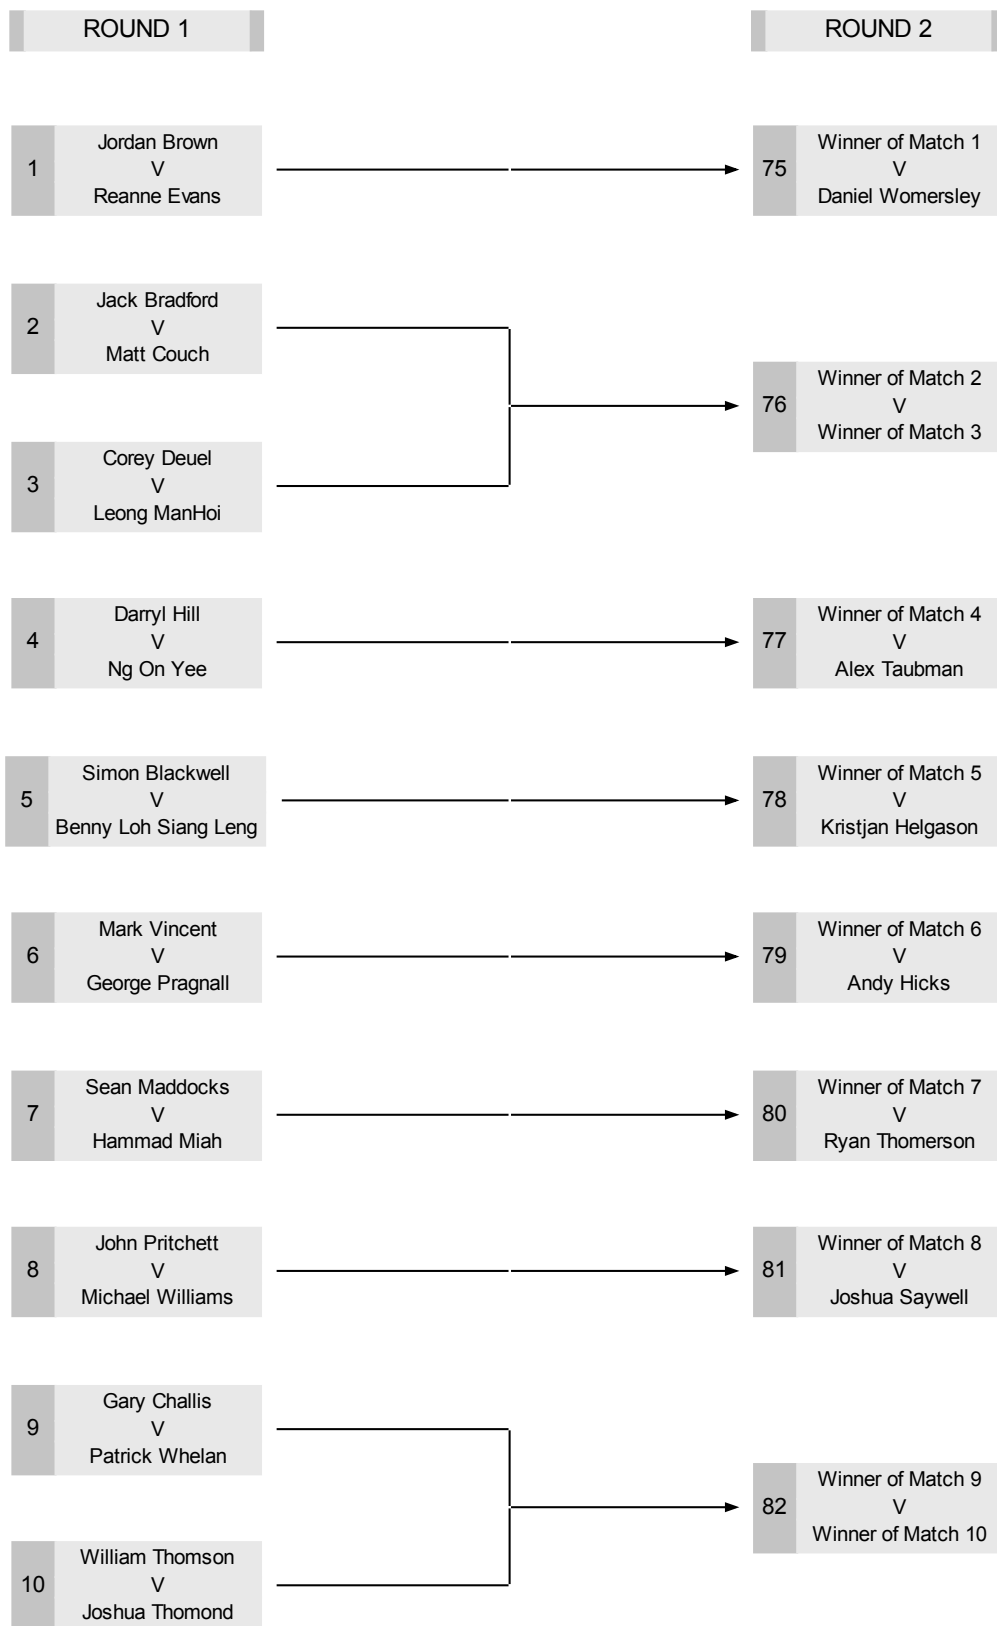 ROUND 1
ROUND 2
1
Jordan Brown
V
Reanne Evans
75
Winner of Match 1
V
Daniel Womersley
2
Jack Bradford
V
Matt Couch
76
Winner of Match 2
V
Winner of Match 3
3
Corey Deuel
V
Leong ManHoi
4
Darryl Hill
V
Ng On Yee
77
Winner of Match 4
V
Alex Taubman
5
Simon Blackwell
V
Benny Loh Siang Leng
78
Winner of Match 5
V
Kristjan Helgason
6
Mark Vincent
V
George Pragnall
79
Winner of Match 6
V
Andy Hicks
7
Sean Maddocks
V
Hammad Miah
80
Winner of Match 7
V
Ryan Thomerson
8
John Pritchett
V
Michael Williams
81
Winner of Match 8
V
Joshua Saywell
9
Gary Challis
V
Patrick Whelan
82
Winner of Match 9
V
Winner of Match 10
10
William Thomson
V
Joshua Thomond